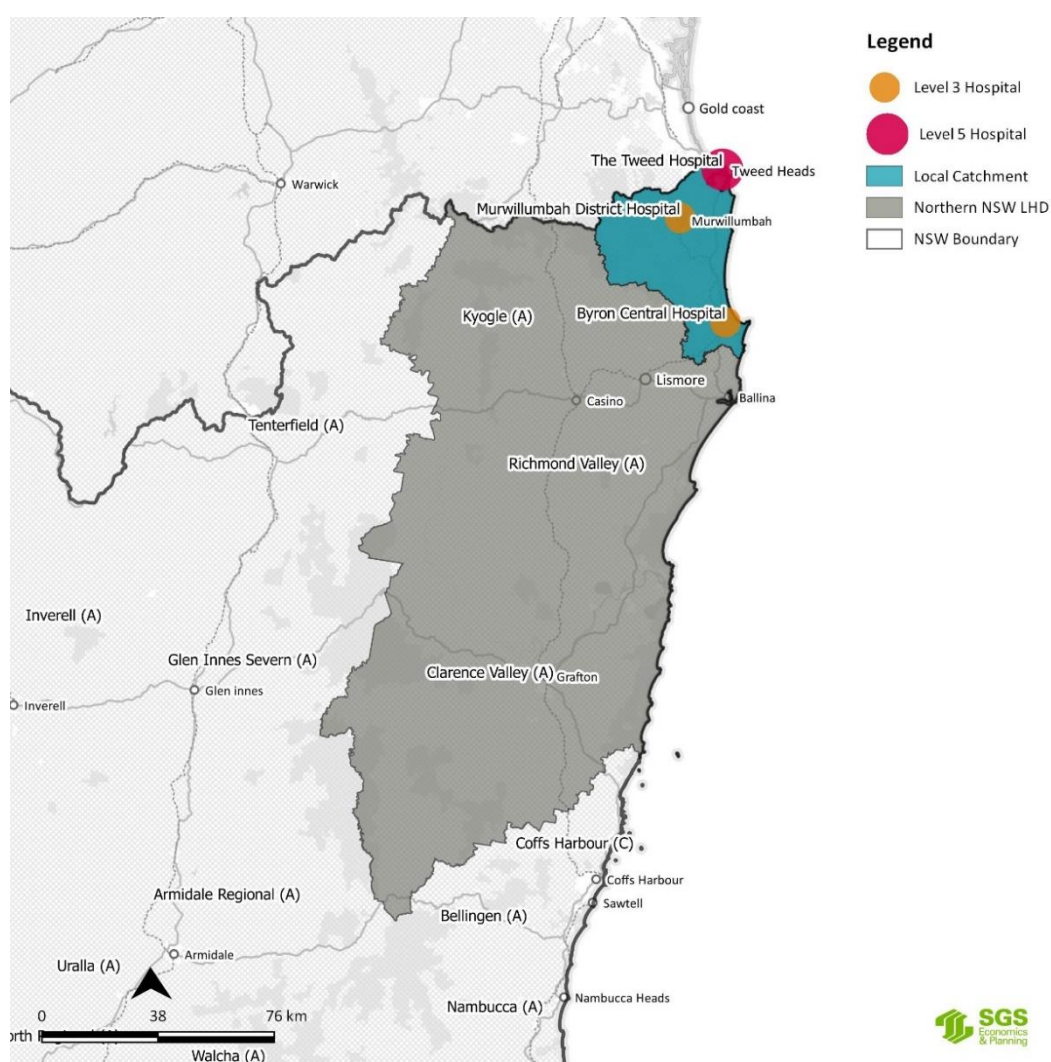 Legend
Level 3 Hospital
Level 5 Hospital
Local Catchment
Northern NSW LHD
NSW Boundary
Gold coast
The Tweed Hospital
Tweed Heads
Warwick
Murwillumbah District Hospital
Murwillumbah
Byron Central Hospital
Kyogle (A)
Lismore
Casino
Ballina
Tenterfield (A)
Richmond Valley (A)
Inverell (A)
Glen Innes Severn (A)
Clarence Valley (A)
Grafton
Glen innes
Inverell
Coffs Harbour (C)
Coffs Harbour
Armidale Regional (A)
Sawtell
Bellingen (A)
Armidale
Uralla (A)
Nambucca (A)
Nambucca Heads
0 38 76 km
Walcha (A)
SGS
Economics
& Planning